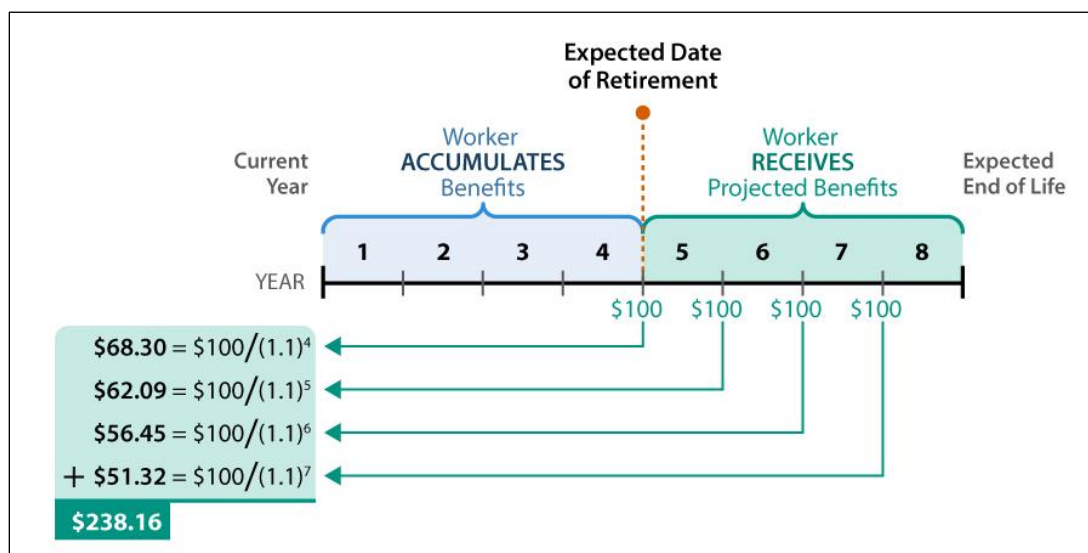 Expected Date
of Retirement
Current
Year
Worker
ACCUMULATES
Benefits
Worker
RECEIVES
Projected Benefits
Expected
End of Life
1 2 3 4 5 6 7 8
YEAR
$100 $100 $100 $100
$68.30 = $100/(1.1)⁴
$62.09 = $100/(1.1)⁵
$56.45 = $100/(1.1)⁶
+ $51.32 = $100/(1.1)⁷
$238.16